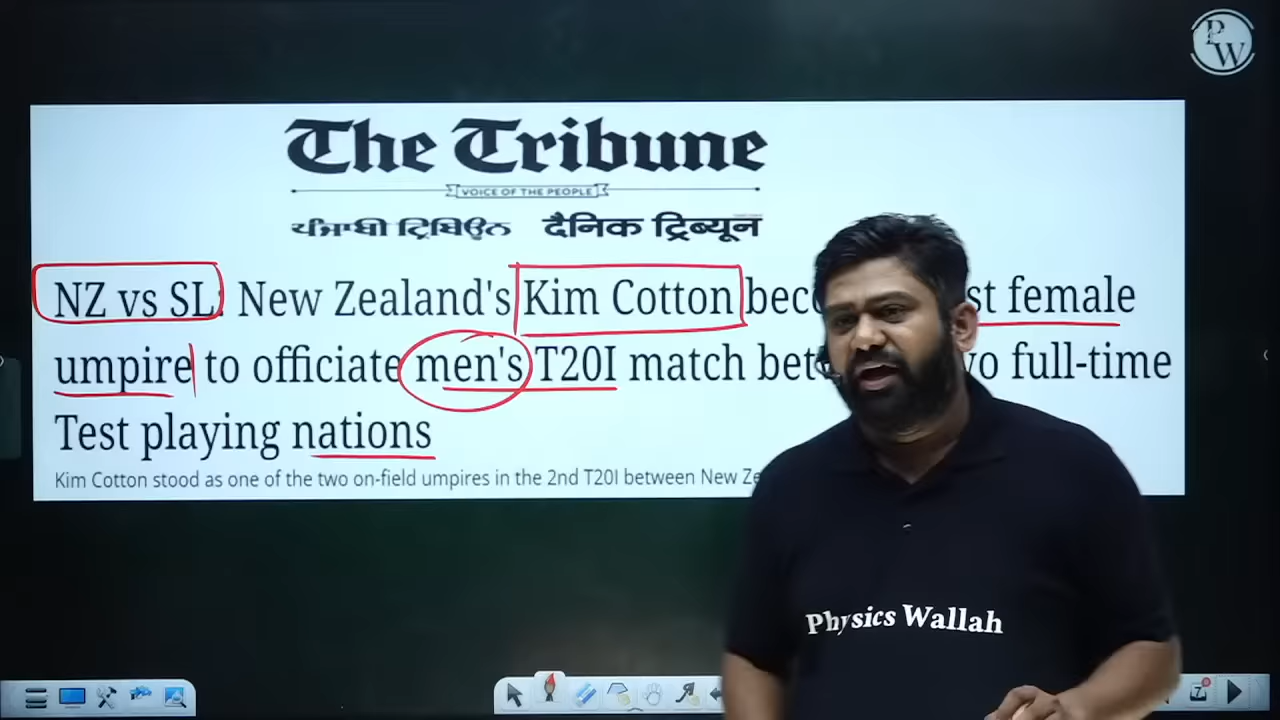 PW
The Tribune
VOICE OF THE PEOPLE
ਪੰਜਾਬੀ ਟ੍ਰਿਬਿਊਨ दैनिक ट्रिब्यून
NZ vs SL: New Zealand's Kim Cotton bec st female
umpire to officiate men's T20I match bet o full-time
Test playing nations
Kim Cotton stood as one of the two on-field umpires in the 2nd T20I between New Ze
Physics Wallah